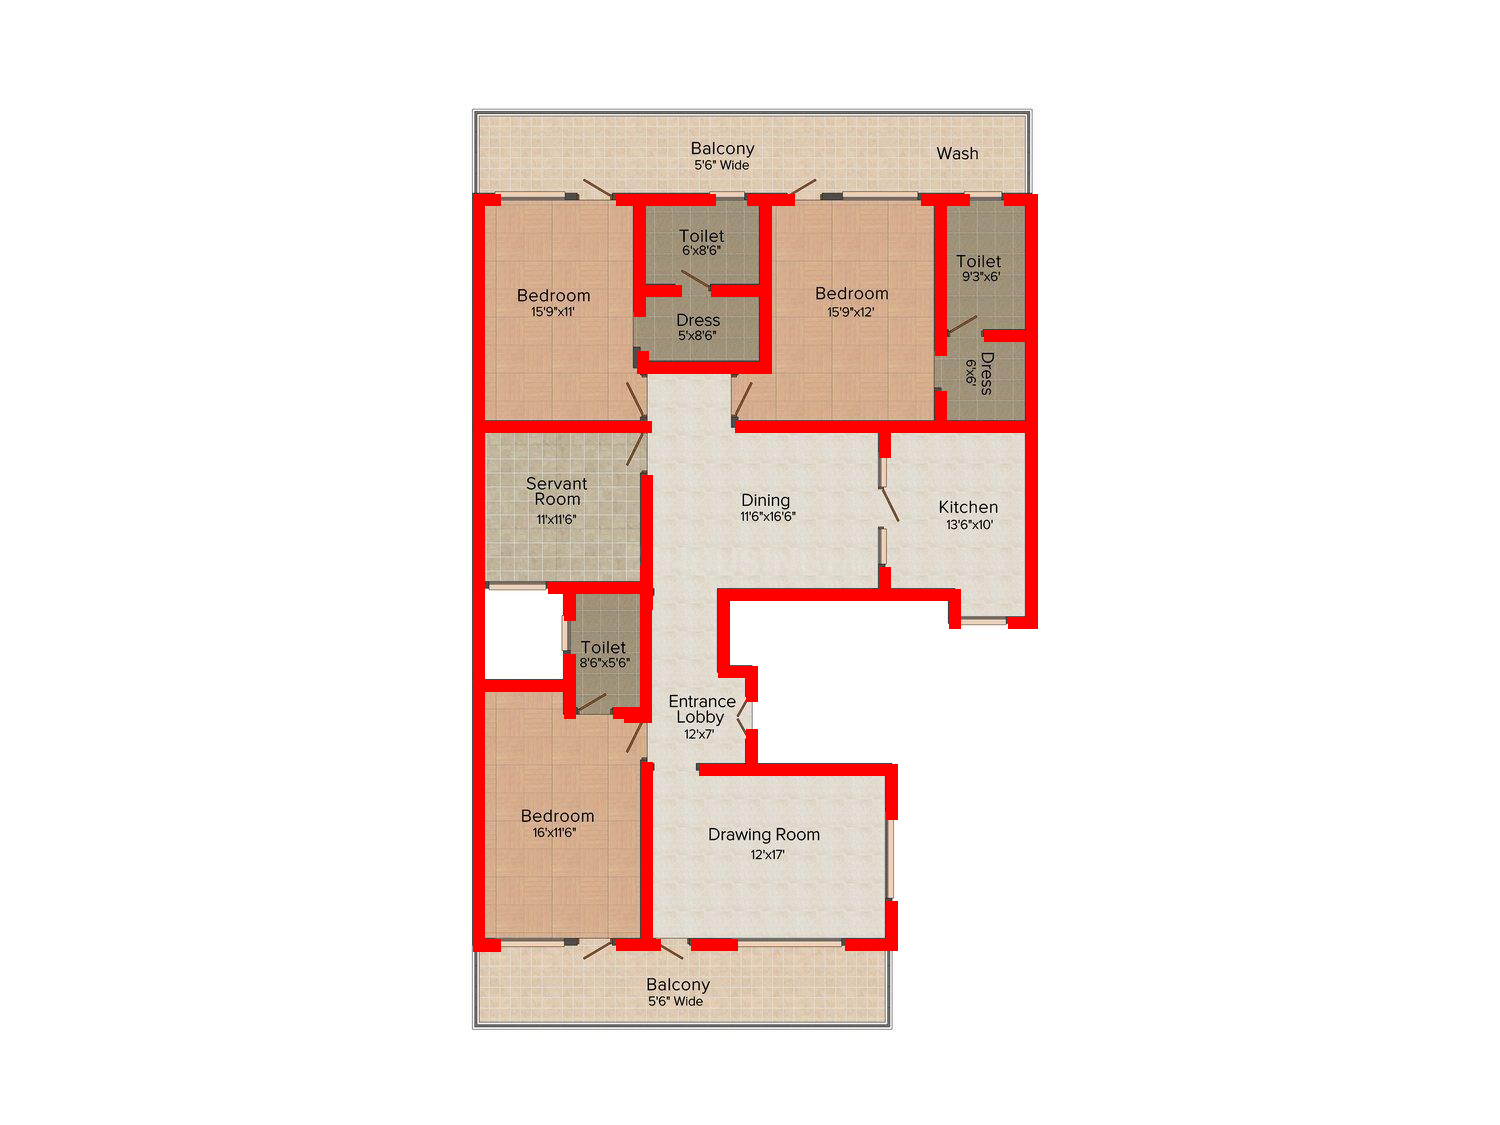 Balcony
5'6" Wide
Wash
Toilet
6'x8'6"
Toilet
9'3"x6'
Bedroom
15'9"x11'
Bedroom
15'9"x12'
Dress
5'x8'6"
Dress
6'x6'
Servant
Room
11'x11'6"
Dining
11'6"x16'6"
Kitchen
13'6"x10'
Toilet
8'6"x5'6"
Entrance
Lobby
12'x7'
Bedroom
16'x11'6"
Drawing Room
12'x17'
Balcony
5'6" Wide